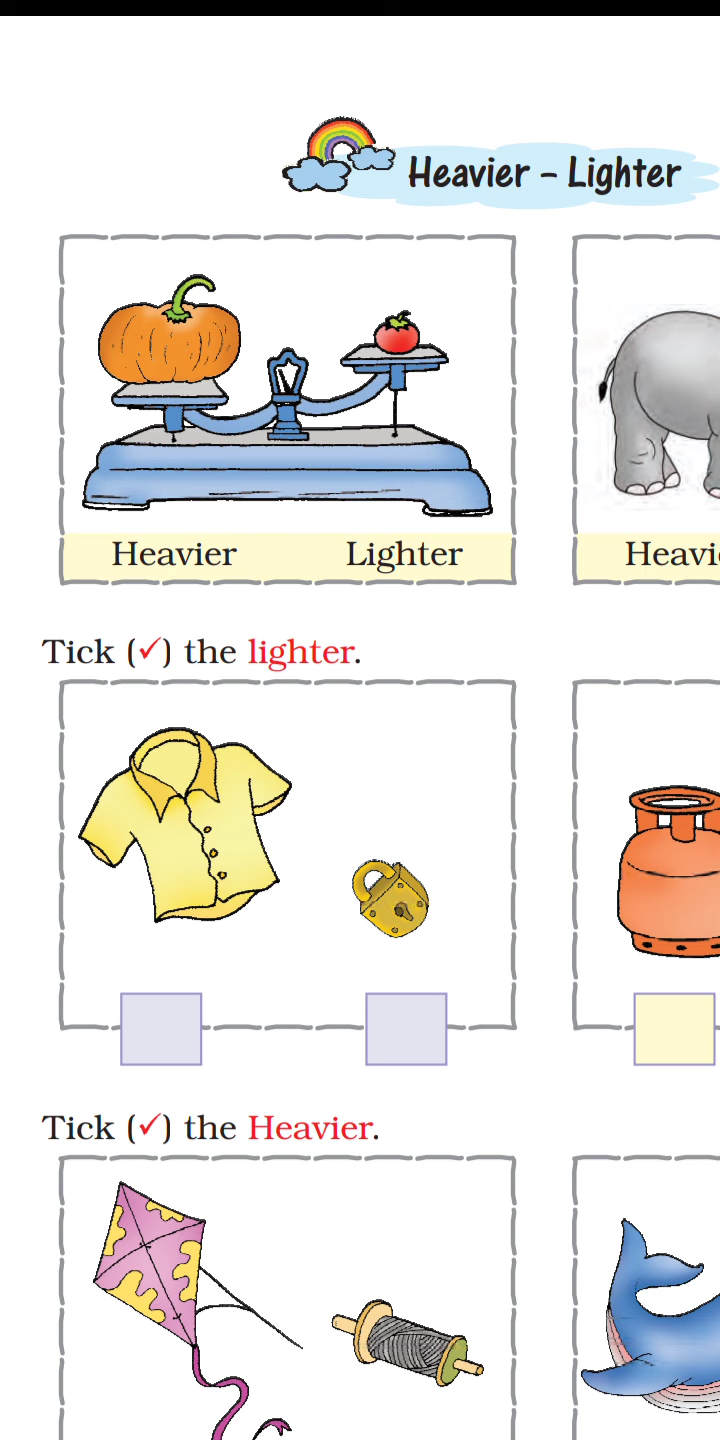 Heavier – Lighter
Heavier Lighter
Tick (✓) the lighter.
Tick (✓) the Heavier.